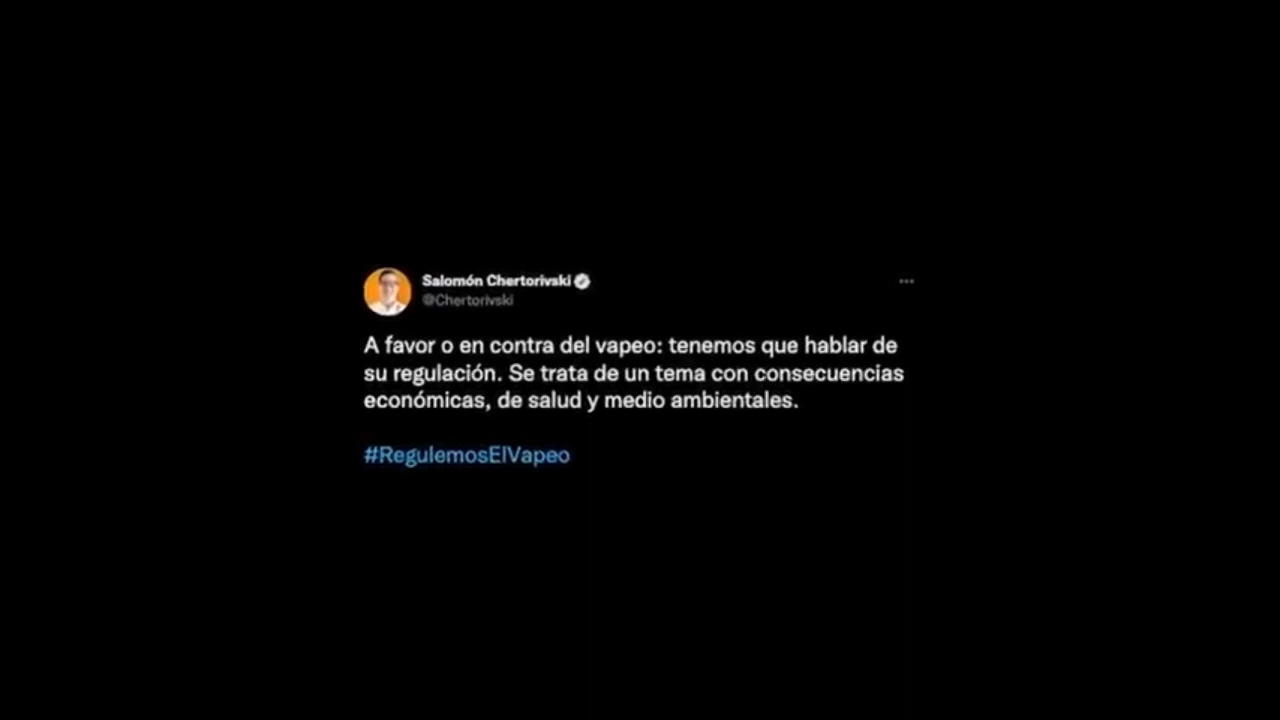 Salomón Chertorivski
@Chertorivski
A favor o en contra del vapeo: tenemos que hablar de
su regulación. Se trata de un tema con consecuencias
económicas, de salud y medio ambientales.
#RegulemosElVapeo